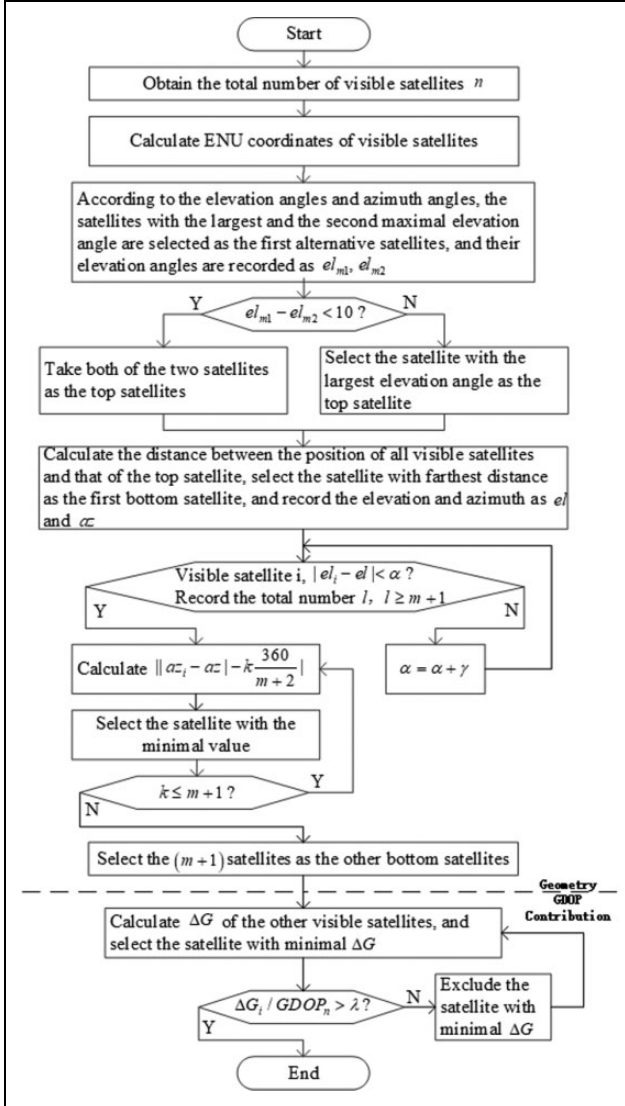 Start
Obtain the total number of visible satellites n
Calculate ENU coordinates of visible satellites
According to the elevation angles and azimuth angles, the
satellites with the largest and the second maximal elevation
angle are selected as the first alternative satellites, and their
elevation angles are recorded as el_m1, el_m2
Y
el_m1 − el_m2 < 10 ?
N
Take both of the two satellites
as the top satellites
Select the satellite with the
largest elevation angle as the
top satellite
Calculate the distance between the position of all visible satellites
and that of the top satellite, select the satellite with farthest distance
as the first bottom satellite, and record the elevation and azimuth as el
and az
Visible satellite i, | el_i − el | < α ?
Record the total number l, l ≥ m + 1
Y
N
Calculate || az_i − az | − k 360/(m + 2) |
α = α + γ
Select the satellite with the
minimal value
k ≤ m + 1 ?
Y
N
Select the (m + 1) satellites as the other bottom satellites
Geometry
GDOP
Contribution
Calculate ΔG of the other visible satellites, and
select the satellite with minimal ΔG
ΔG_i / GDOP_n > λ ?
N
Y
Exclude the
satellite with
minimal ΔG
End